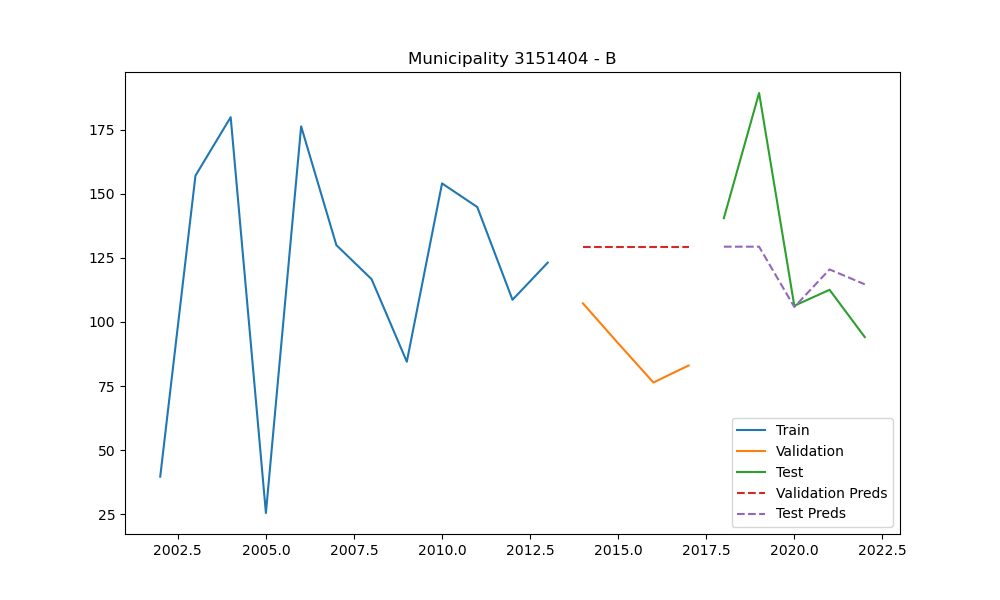 Municipality 3151404 - B
175
150
125
100
75
50
25
2002.5 2005.0 2007.5 2010.0 2012.5 2015.0 2017.5 2020.0 2022.5
Train
Validation
Test
Validation Preds
Test Preds